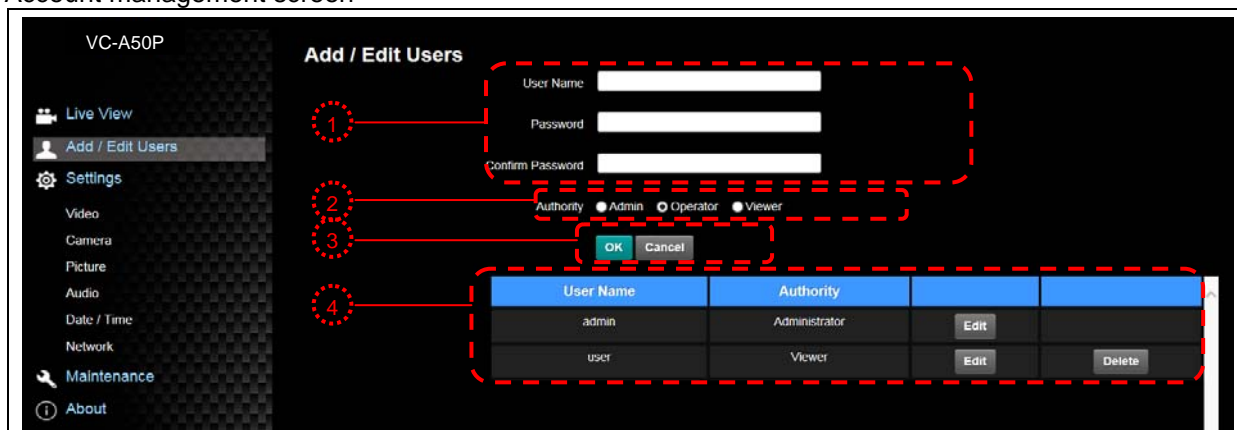 Account management screen
VC-A50P
Live View
Add / Edit Users
Settings
Video
Camera
Picture
Audio
Date / Time
Network
Maintenance
About
Add / Edit Users
1
User Name
Password
Confirm Password
2
Authority Admin Operator Viewer
3
OK Cancel
4
User Name Authority
admin Administrator Edit
user Viewer Edit Delete